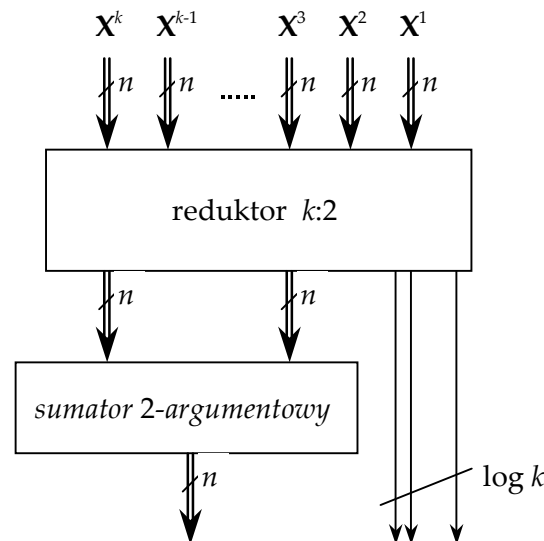 X^k X^k-1 X^3 X^2 X^1
n n ..... n n n
reduktor k:2
n n
sumator 2-argumentowy
n
log k